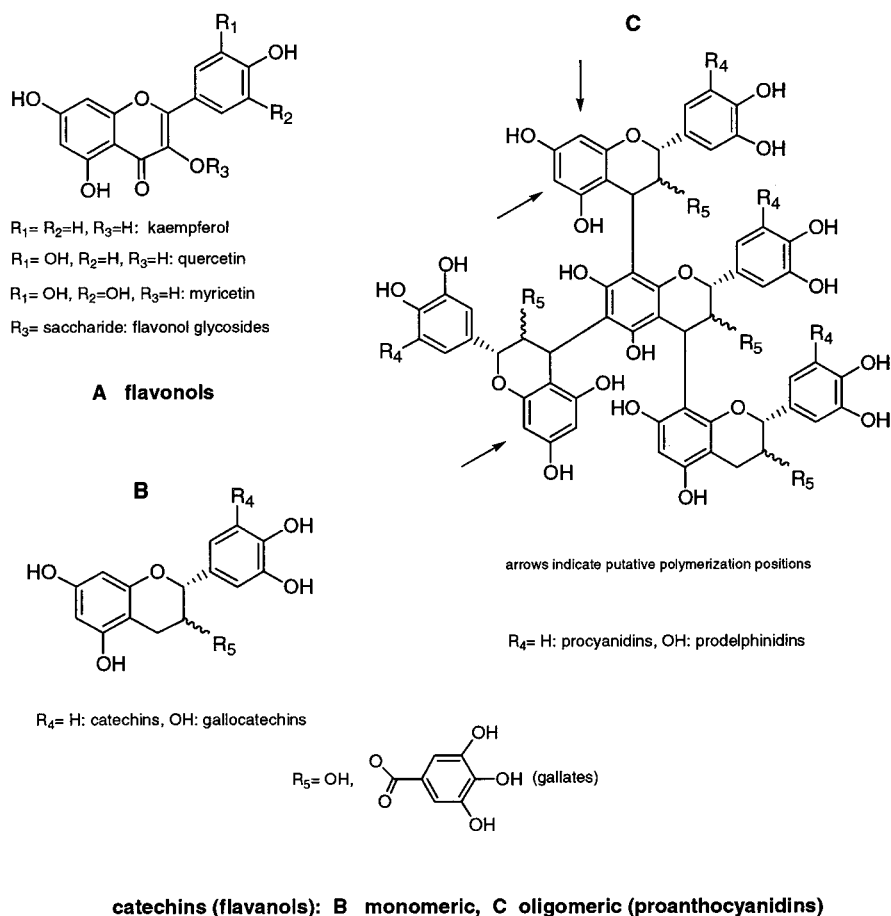 R1
OH
HO
O
R2
OR3
OH
O
R1= R2=H, R3=H: kaempferol
R1= OH, R2=H, R3=H: quercetin
R1= OH, R2=OH, R3=H: myricetin
R3= saccharide: flavonol glycosides
A flavonols
B
R4
OH
HO
O
OH
R5
OH
R4= H: catechins, OH: gallocatechins
C
R4
OH
HO
O
OH
R5
OH
R4
OH
HO
O
OH
OH
HO
R5
R4
OH
R5
O
OH
OH
R4
OH
HO
O
OH
R5
OH
arrows indicate putative polymerization positions
R4= H: procyanidins, OH: prodelphinidins
R5= OH,
O
O
OH
OH (gallates)
OH
catechins (flavanols): B monomeric, C oligomeric (proanthocyanidins)